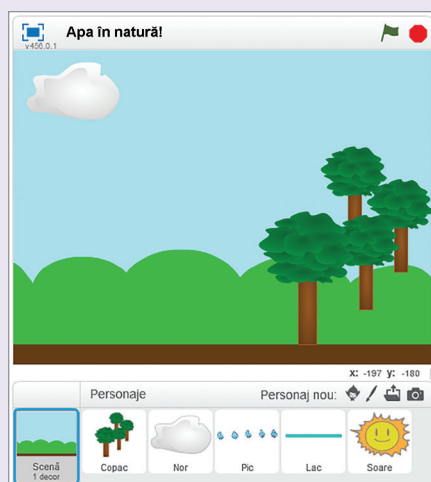 Apa în natură!
v456.0.1
x: -197 y: -180
Personaje Personaj nou:
Scenă
1 decor
Copac Nor Pic Lac Soare